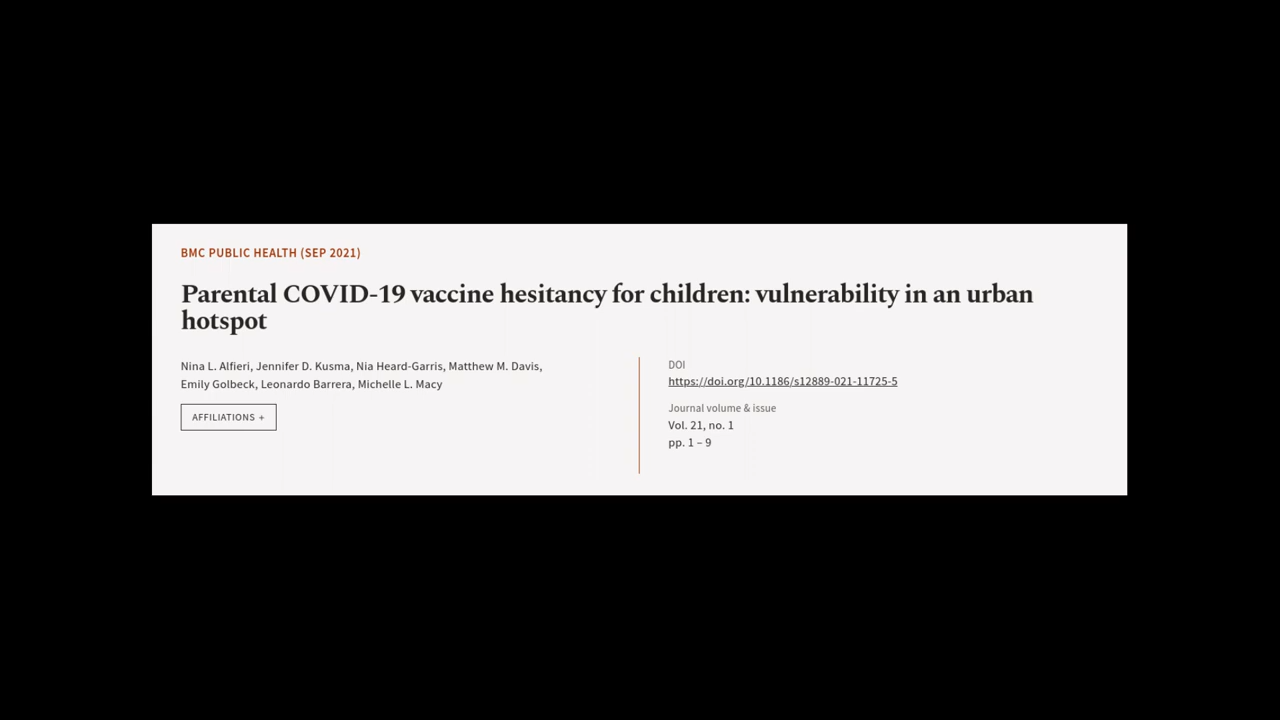 BMC PUBLIC HEALTH (SEP 2021)
Parental COVID-19 vaccine hesitancy for children: vulnerability in an urban
hotspot
Nina L. Alfieri, Jennifer D. Kusma, Nia Heard-Garris, Matthew M. Davis,
Emily Golbeck, Leonardo Barrera, Michelle L. Macy
AFFILIATIONS +
DOI
https://doi.org/10.1186/s12889-021-11725-5
Journal volume & issue
Vol. 21, no. 1
pp. 1 – 9